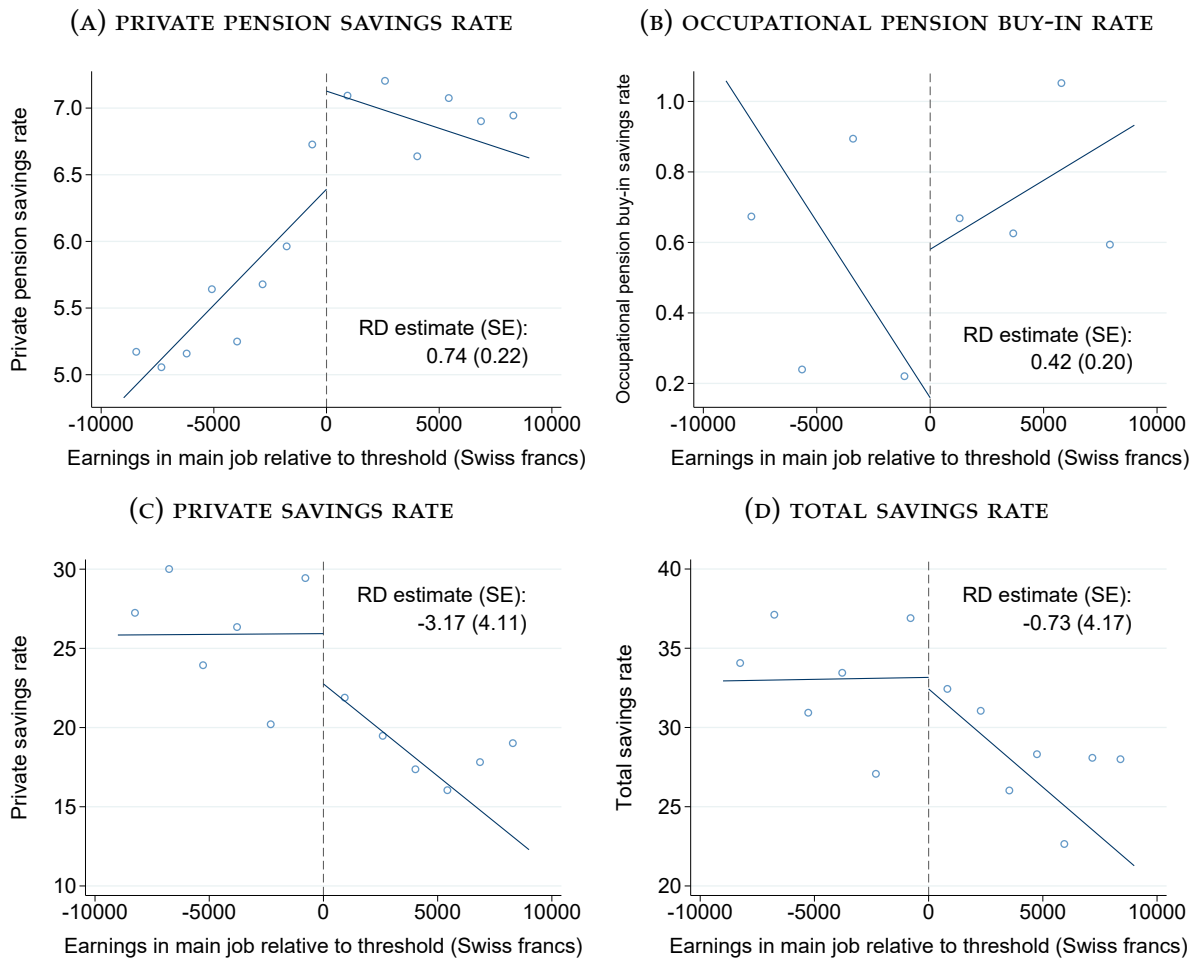 (A) PRIVATE PENSION SAVINGS RATE
Private pension savings rate
7.0
6.5
6.0
5.5
5.0
RD estimate (SE):
0.74 (0.22)
-10000 -5000 0 5000 10000
Earnings in main job relative to threshold (Swiss francs)
(B) OCCUPATIONAL PENSION BUY-IN RATE
Occupational pension buy-in savings rate
1.0
0.8
0.6
0.4
0.2
RD estimate (SE):
0.42 (0.20)
-10000 -5000 0 5000 10000
Earnings in main job relative to threshold (Swiss francs)
(C) PRIVATE SAVINGS RATE
Private savings rate
30
25
20
15
10
RD estimate (SE):
-3.17 (4.11)
-10000 -5000 0 5000 10000
Earnings in main job relative to threshold (Swiss francs)
(D) TOTAL SAVINGS RATE
Total savings rate
40
35
30
25
20
RD estimate (SE):
-0.73 (4.17)
-10000 -5000 0 5000 10000
Earnings in main job relative to threshold (Swiss francs)